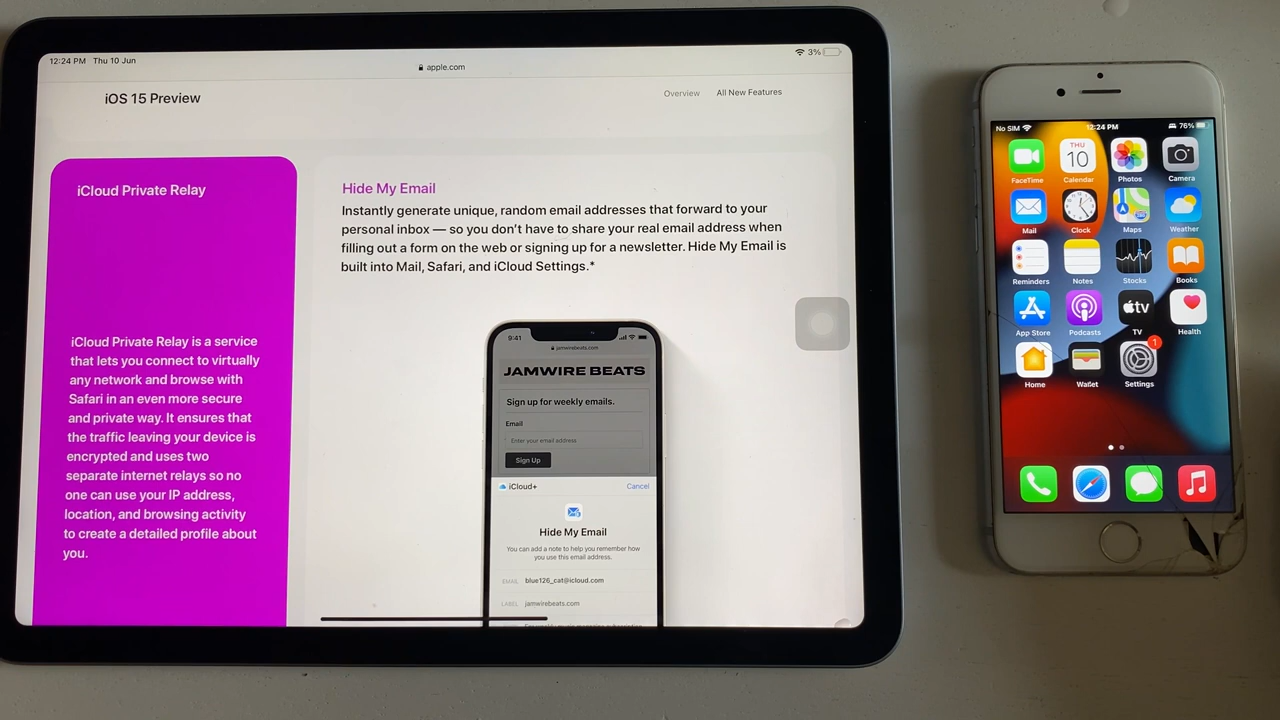 12:24 PM Thu 10 Jun
3%
apple.com
iOS 15 Preview
Overview All New Features
iCloud Private Relay
iCloud Private Relay is a service
that lets you connect to virtually
any network and browse with
Safari in an even more secure
and private way. It ensures that
the traffic leaving your device is
encrypted and uses two
separate internet relays so no
one can use your IP address,
location, and browsing activity
to create a detailed profile about
you.
Hide My Email
Instantly generate unique, random email addresses that forward to your
personal inbox — so you don't have to share your real email address when
filling out a form on the web or signing up for a newsletter. Hide My Email is
built into Mail, Safari, and iCloud Settings.*
9:41
jamwirebeats.com
JAMWIRE BEATS
Sign up for weekly emails.
Email
Enter your email address
Sign Up
iCloud+ Cancel
Hide My Email
You can add a note to help you remember how
you use this email address.
EMAIL blue126_cat@icloud.com
LABEL jamwirebeats.com
No SIM 12:24 PM 76%
THU
10
FaceTime Calendar Photos Camera
Mail Clock Maps Weather
Reminders Notes Stocks Books
tv
App Store Podcasts TV Health
1
Home Wallet Settings